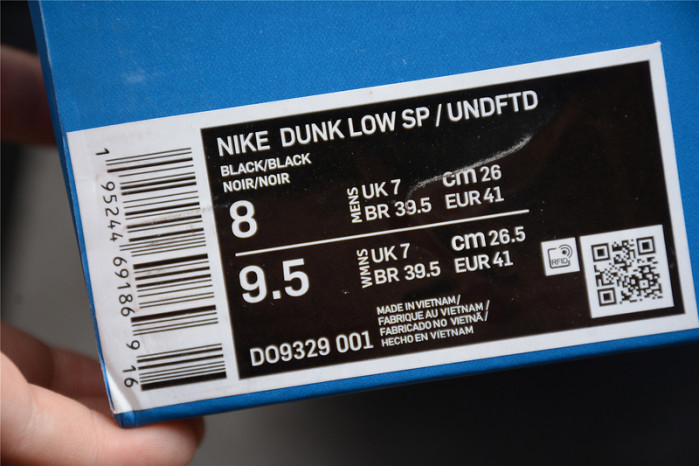 NIKE DUNK LOW SP / UNDFTD
BLACK/BLACK
NOIR/NOIR
8
MENS
UK 7 cm 26
BR 39.5 EUR 41
9.5
WMNS
UK 7 cm 26.5
BR 39.5 EUR 41
RFID
MADE IN VIETNAM/
FABRIQUE AU VIETNAM /
FABRICADO NO VIETNÃ/
HECHO EN VIETNAM
DO9329 001
1 95244 69186 9 16